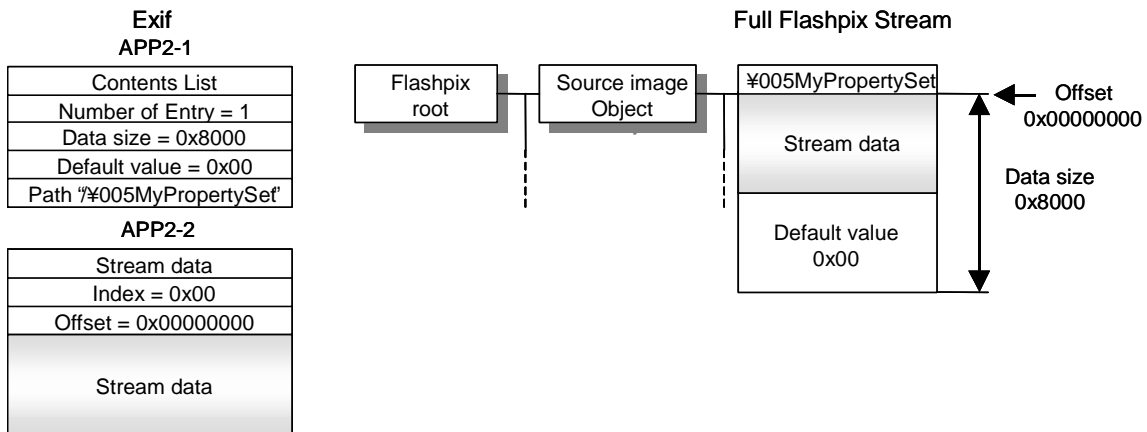 Exif
APP2-1
Contents List
Number of Entry = 1
Data size = 0x8000
Default value = 0x00
Path "/¥005MyPropertySet"
APP2-2
Stream data
Index = 0x00
Offset = 0x00000000
Stream data
Full Flashpix Stream
Flashpix
root
Source image
Object
¥005MyPropertySet
Stream data
Default value
0x00
Offset
0x00000000
Data size
0x8000